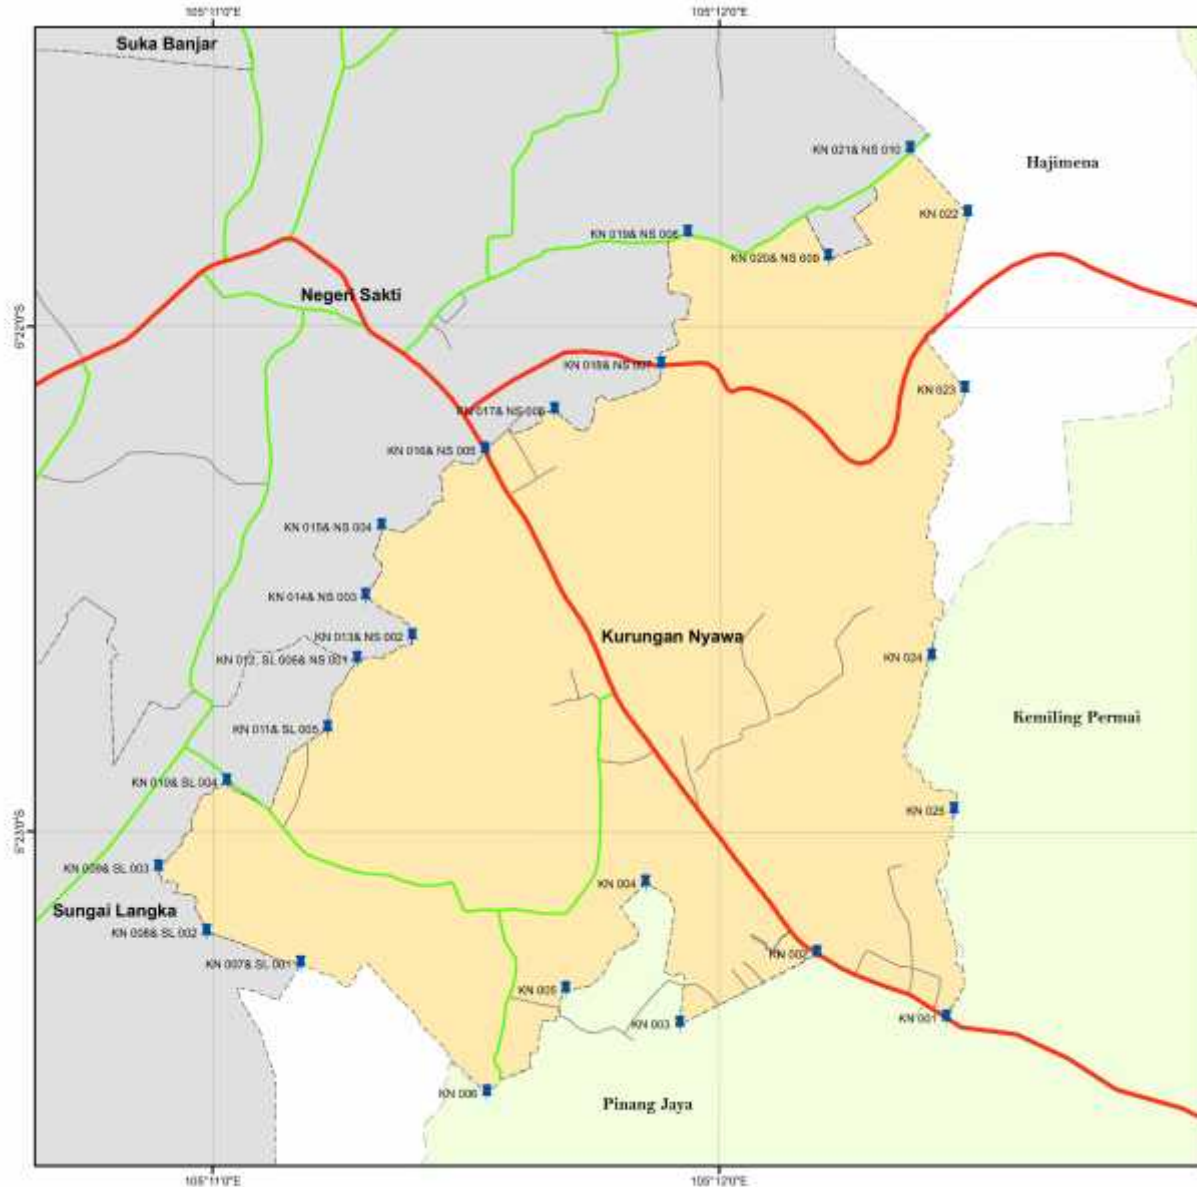 105°11'0"E
105°12'0"E
Suka Banjar
KN 021& NS 010
Hajimena
KN 022
KN 019& NS 008
KN 020& NS 009
Negeri Sakti
KN 018& NS 007
KN 023
KN 017& NS 006
KN 016& NS 005
KN 015& NS 004
KN 014& NS 003
KN 013& NS 002
Kurungan Nyawa
KN 012, SL 006& NS 001
KN 024
KN 011& SL 005
Kemiling Permai
KN 010& SL 004
KN 025
5°23'0"S
KN 009& SL 003
KN 004
Sungai Langka
KN 008& SL 002
KN 002
KN 007& SL 001
KN 005
KN 003
KN 001
KN 006
Pinang Jaya
105°11'0"E
105°12'0"E